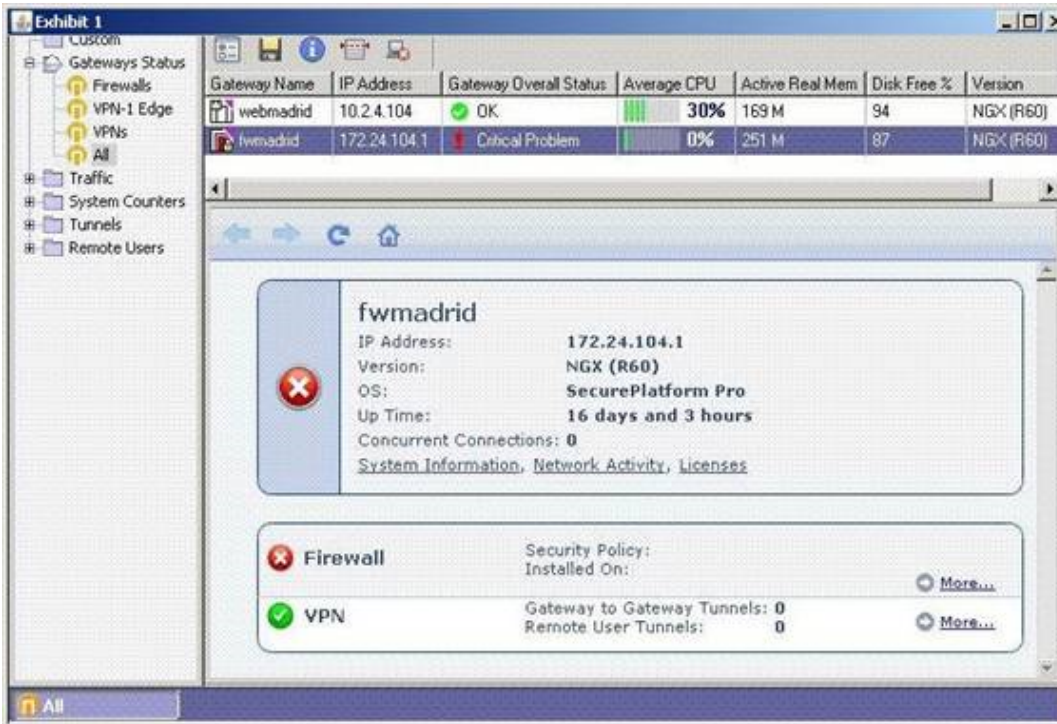 Exhibit 1
Custom
Gateways Status
Firewalls
VPN-1 Edge
VPNs
All
Traffic
System Counters
Tunnels
Remote Users
Gateway Name IP Address Gateway Overall Status Average CPU Active Real Mem Disk Free % Version
webmadrid 10.2.4.104 OK 30% 169 M 94 NGX (R60)
fwmadrid 172.24.104.1 Critical Problem 0% 251 M 87 NGX (R60)
fwmadrid
IP Address: 172.24.104.1
Version: NGX (R60)
OS: SecurePlatform Pro
Up Time: 16 days and 3 hours
Concurrent Connections: 0
System Information, Network Activity, Licenses
Firewall
Security Policy:
Installed On:
More...
VPN
Gateway to Gateway Tunnels: 0
Remote User Tunnels: 0
More...
All